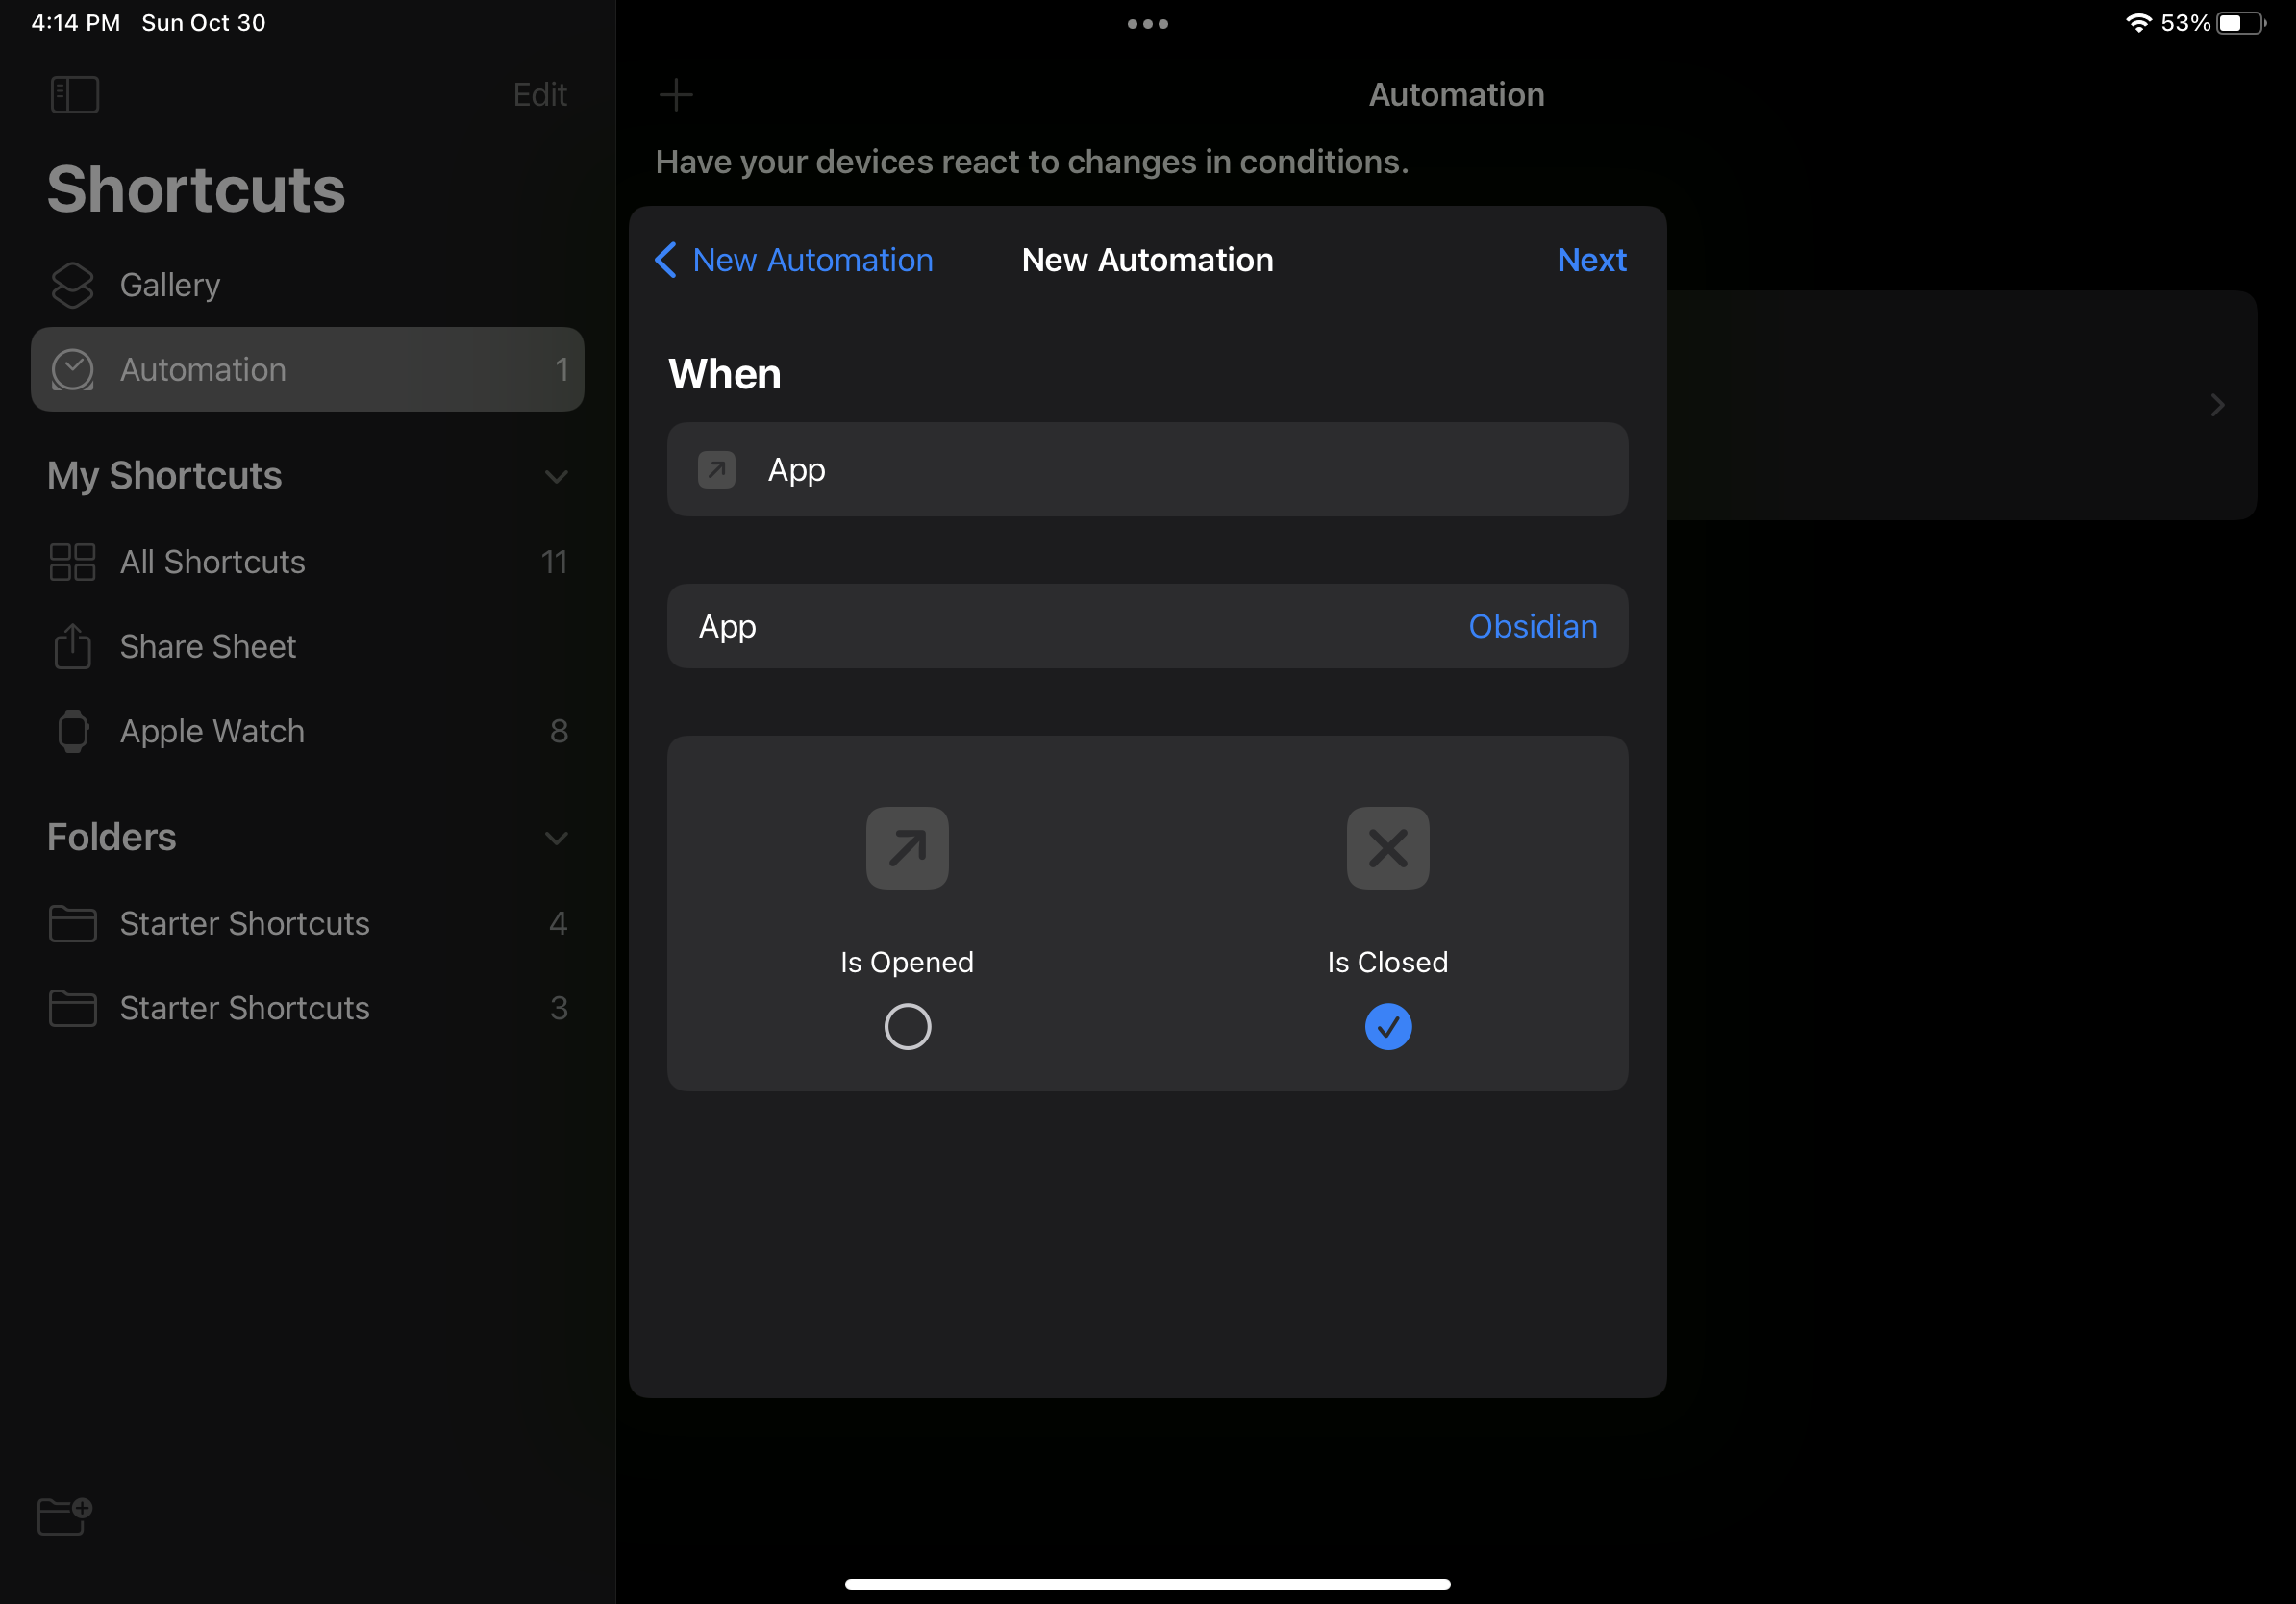 4:14 PM Sun Oct 30
53%
Edit
Shortcuts
Gallery
Automation 1
My Shortcuts
All Shortcuts 11
Share Sheet
Apple Watch 8
Folders
Starter Shortcuts 4
Starter Shortcuts 3
Automation
Have your devices react to changes in conditions.
New Automation New Automation Next
When
App
App Obsidian
Is Opened Is Closed